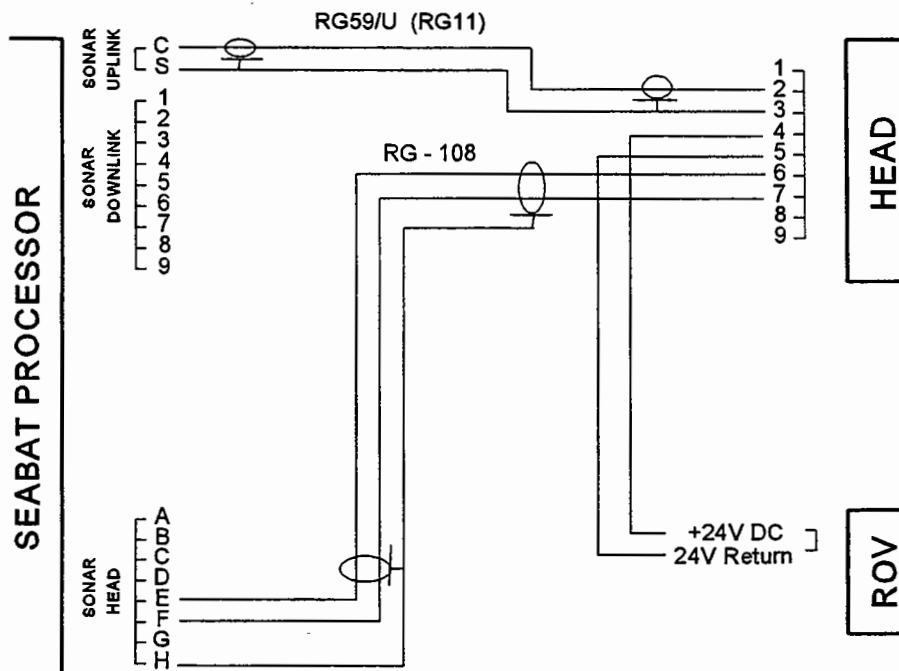 RG59/U (RG11)
SEABAT PROCESSOR
SONAR
UPLINK
C
S
SONAR
DOWNLINK
1
2
3
4
5
6
7
8
9
RG - 108
1
2
3
4
5
6
7
8
9
HEAD
SONAR
HEAD
A
B
C
D
E
F
G
H
+24V DC
24V Return
ROV